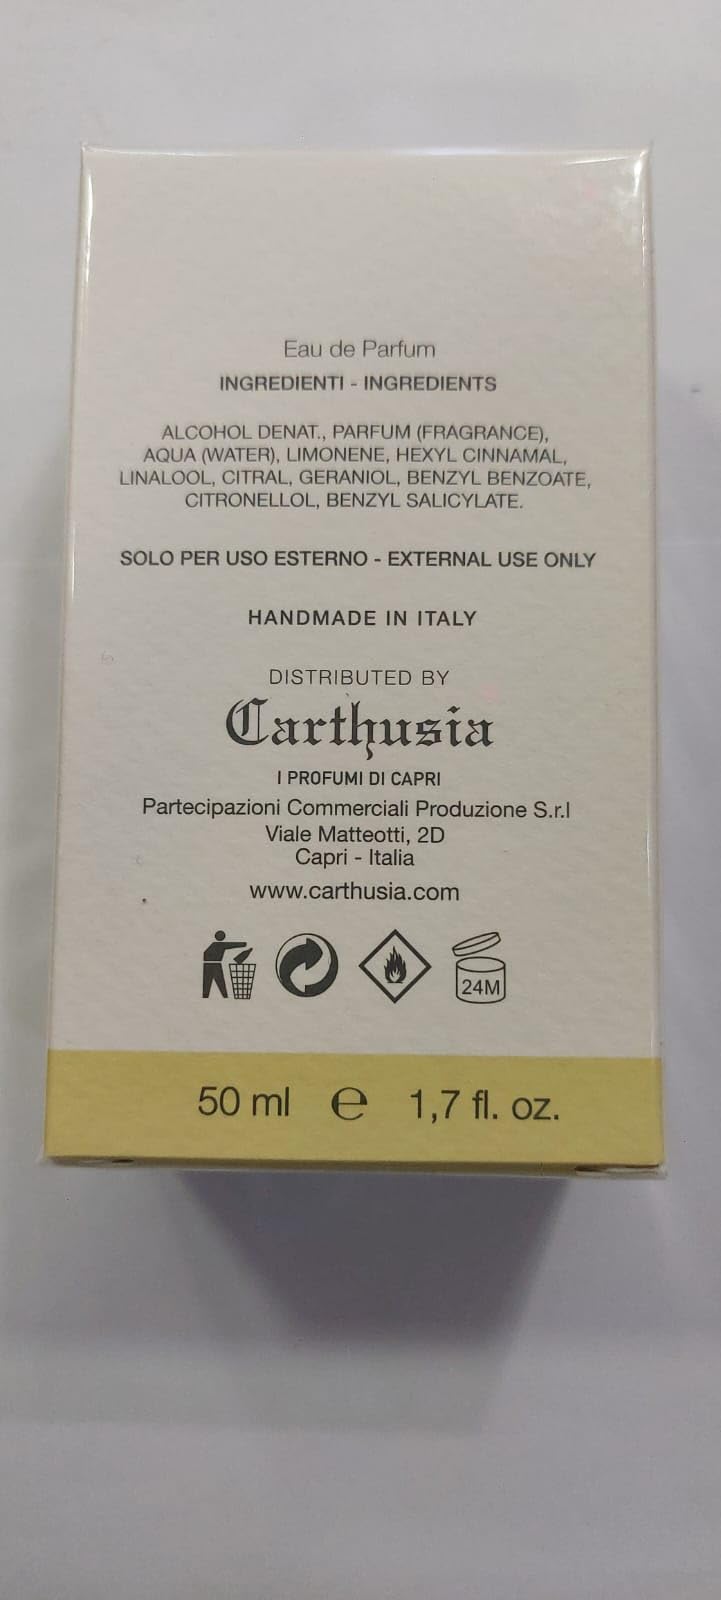 Eau de Parfum
INGREDIENTI - INGREDIENTS
ALCOHOL DENAT., PARFUM (FRAGRANCE),
AQUA (WATER), LIMONENE, HEXYL CINNAMAL,
LINALOOL, CITRAL, GERANIOL, BENZYL BENZOATE,
CITRONELLOL, BENZYL SALICYLATE.
SOLO PER USO ESTERNO - EXTERNAL USE ONLY
HANDMADE IN ITALY
DISTRIBUTED BY
Carthusia
I PROFUMI DI CAPRI
Partecipazioni Commerciali Produzione S.r.l
Viale Matteotti, 2D
Capri - Italia
www.carthusia.com
24M
50 ml ℮ 1,7 fl. oz.